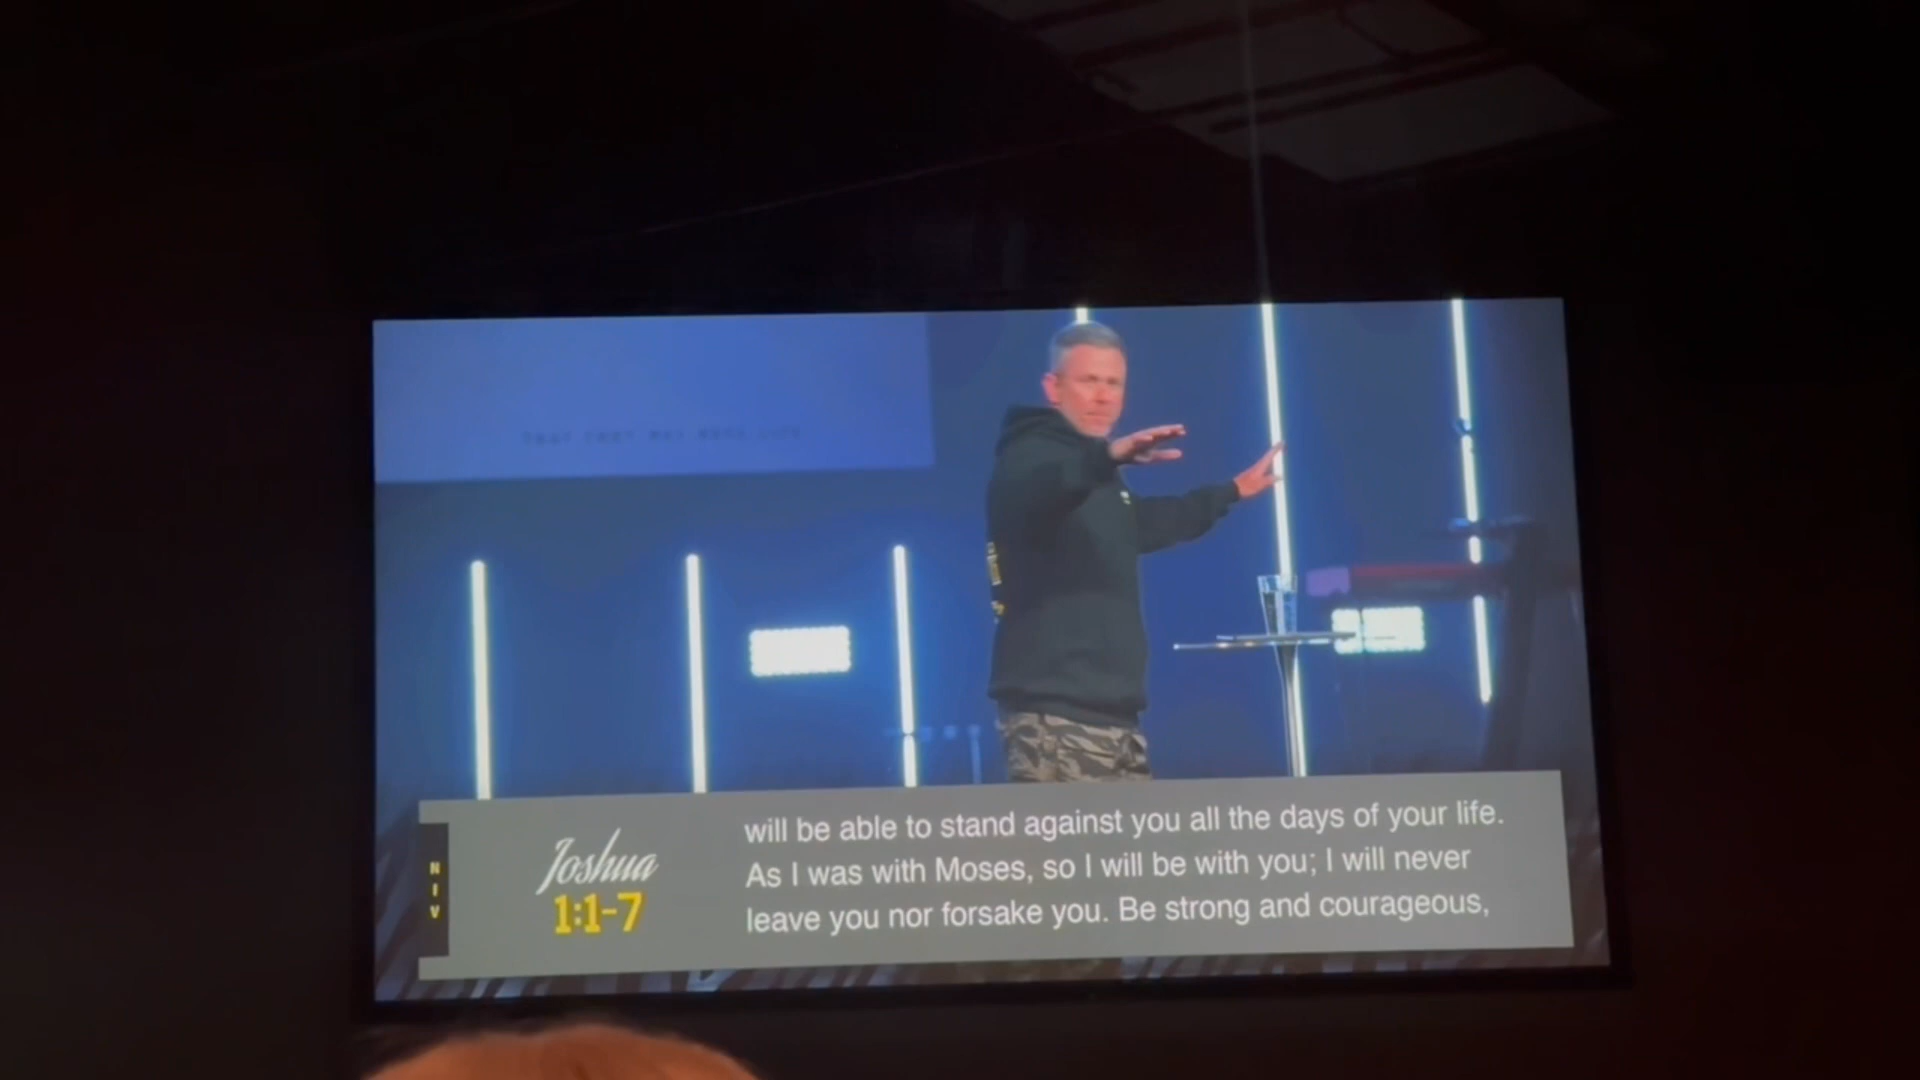 NIV
Joshua
1:1-7
will be able to stand against you all the days of your life.
As I was with Moses, so I will be with you; I will never
leave you nor forsake you. Be strong and courageous,